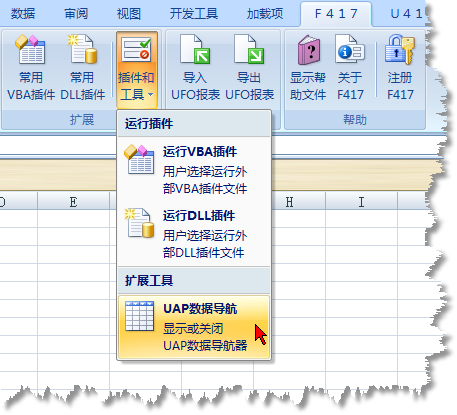 数据 审阅 视图 开发工具 加载项 F417 U41
常用 VBA插件
常用 DLL插件
插件和 工具
导入 UFO报表
导出 UFO报表
显示帮 助文件
关于 F417
注册 F417
扩展
帮助
运行插件
运行VBA插件
用户选择运行外
部VBA插件文件
运行DLL插件
用户选择运行外
部DLL插件文件
扩展工具
UAP数据导航
显示或关闭
UAP数据导航器
D E H I